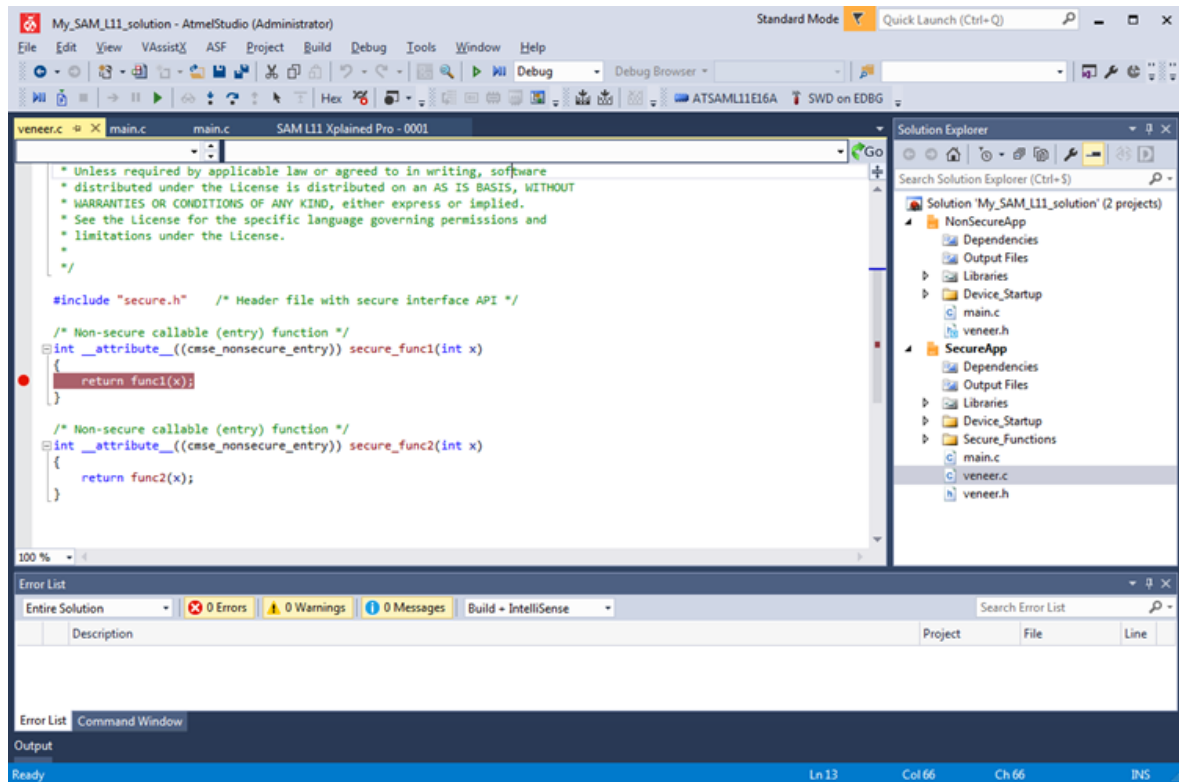 My_SAM_L11_solution - AtmelStudio (Administrator)
Standard Mode
Quick Launch (Ctrl+Q)
File Edit View VAssistX ASF Project Build Debug Tools Window Help
Debug Debug Browser
Hex ATSAML11E16A SWD on EDBG
veneer.c main.c main.c SAM L11 Xplained Pro - 0001
Go
* Unless required by applicable law or agreed to in writing, software
* distributed under the License is distributed on an AS IS BASIS, WITHOUT
* WARRANTIES OR CONDITIONS OF ANY KIND, either express or implied.
* See the License for the specific language governing permissions and
* limitations under the License.
*
*/
#include "secure.h" /* Header file with secure interface API */
/* Non-secure callable (entry) function */
int __attribute__((cmse_nonsecure_entry)) secure_func1(int x)
{
return func1(x);
}
/* Non-secure callable (entry) function */
int __attribute__((cmse_nonsecure_entry)) secure_func2(int x)
{
return func2(x);
}
100 %
Solution Explorer
Search Solution Explorer (Ctrl+$)
Solution 'My_SAM_L11_solution' (2 projects)
NonSecureApp
Dependencies
Output Files
Libraries
Device_Startup
main.c
veneer.h
SecureApp
Dependencies
Output Files
Libraries
Device_Startup
Secure_Functions
main.c
veneer.c
veneer.h
Error List
Entire Solution 0 Errors 0 Warnings 0 Messages Build + IntelliSense Search Error List
Description Project File Line
Error List Command Window
Output
Ready Ln 13 Col 66 Ch 66 INS